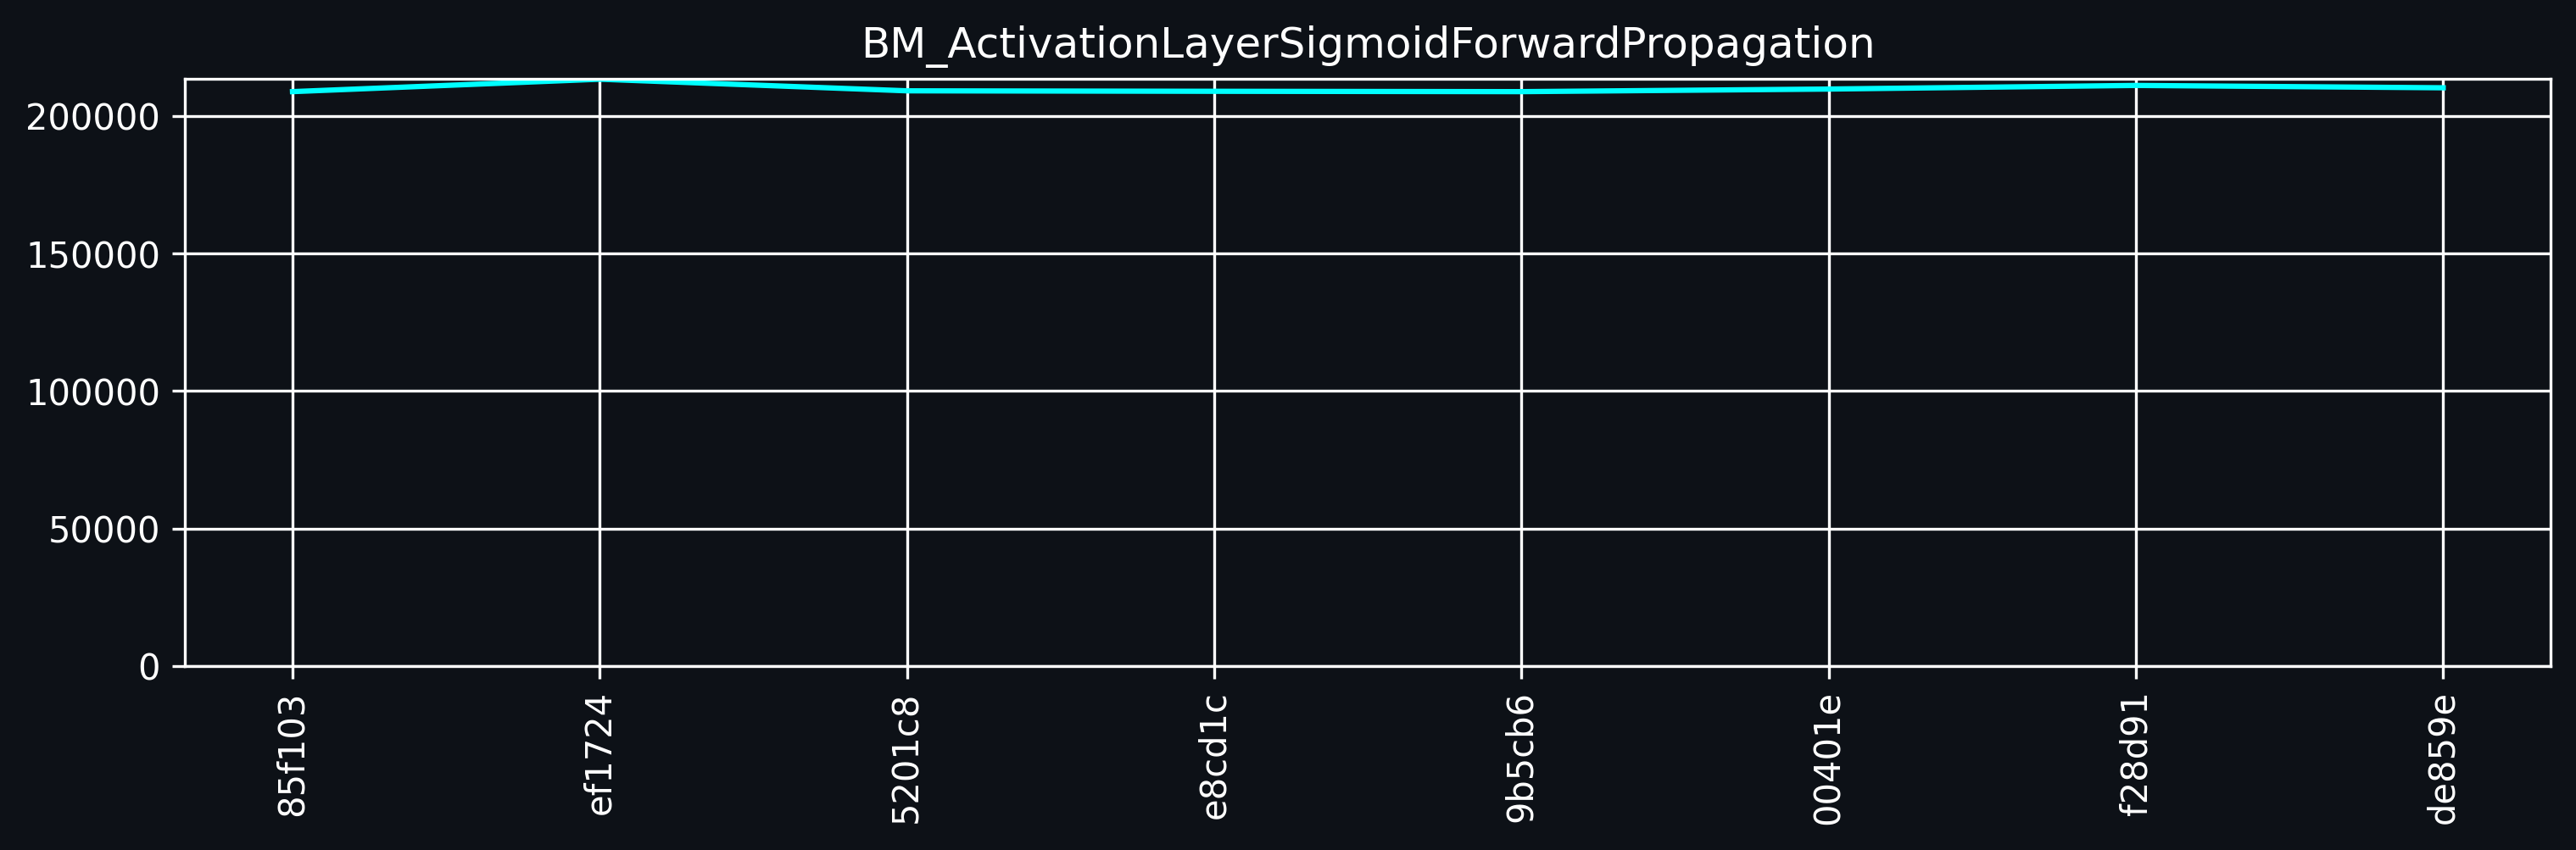 BM_ActivationLayerSigmoidForwardPropagation
200000
150000
100000
50000
0
85f103
ef1724
5201c8
e8cd1c
9b5cb6
00401e
f28d91
de859e